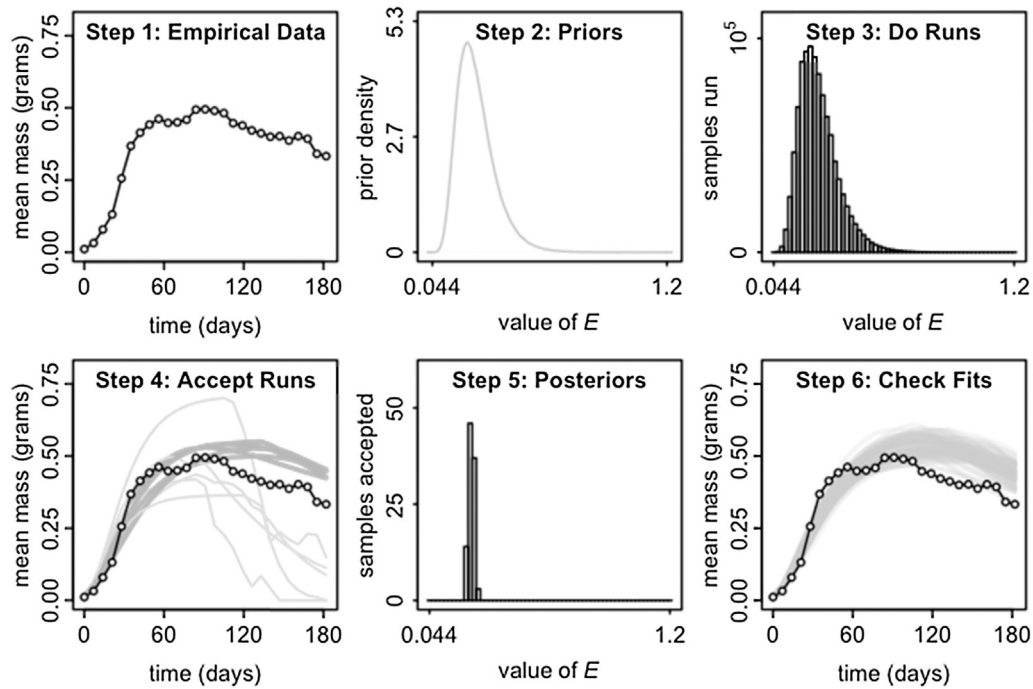 Step 1: Empirical Data
mean mass (grams)
0.75
0.50
0.25
0.00
0 60 120 180
time (days)
Step 2: Priors
prior density
5.3
2.7
0
0.044 1.2
value of E
Step 3: Do Runs
samples run
10⁵
0
0.044 1.2
value of E
Step 4: Accept Runs
mean mass (grams)
0.75
0.50
0.25
0.00
0 60 120 180
time (days)
Step 5: Posteriors
samples accepted
50
25
0
0.044 1.2
value of E
Step 6: Check Fits
mean mass (grams)
0.75
0.50
0.25
0.00
0 60 120 180
time (days)